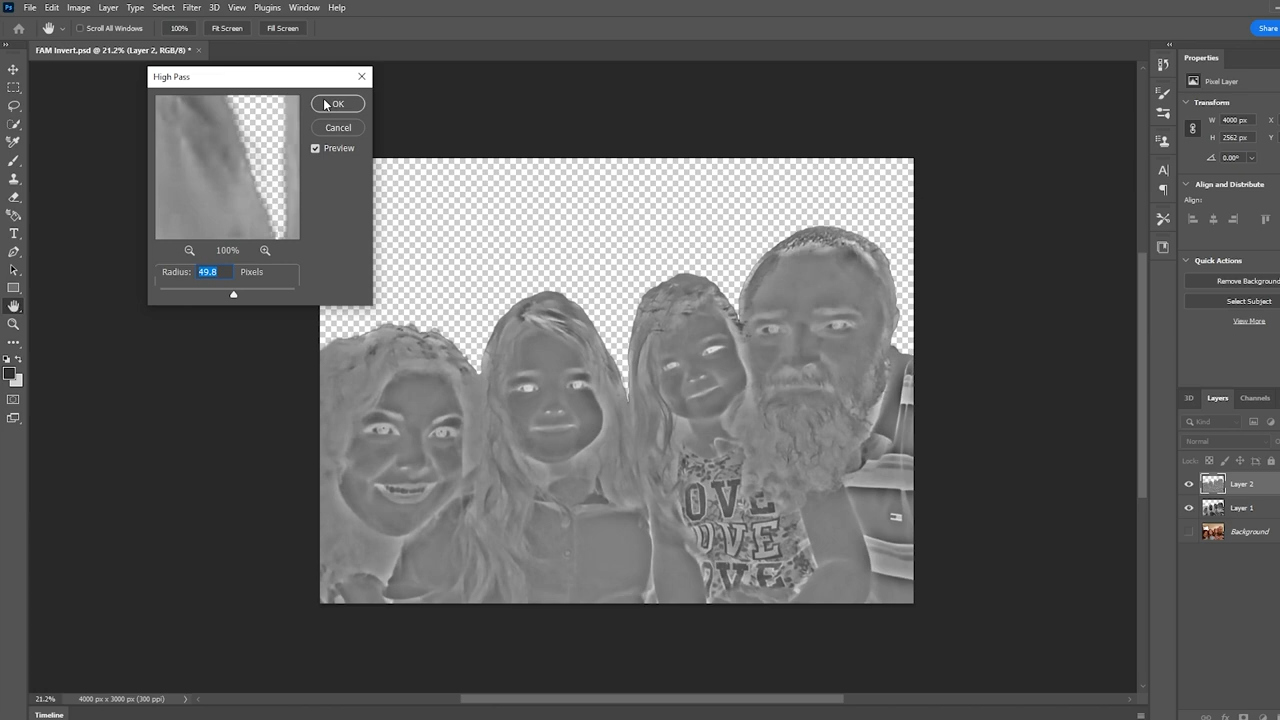 Ps File Edit Image Layer Type Select Filter 3D View Plugins Window Help
Scroll All Windows 100% Fit Screen Fill Screen Share
FAM Invert.psd @ 21.2% (Layer 2, RGB/8) *
High Pass
OK
Cancel
Preview
100%
Radius: 49.8 Pixels
OVE
LOVE
OVE
Properties
Pixel Layer
Transform
W 4000 px X
H 2562 px Y
0.00°
Align and Distribute
Align:
Quick Actions
Remove Background
Select Subject
View More
3D Layers Channels
Kind
Normal
Lock:
Layer 2
Layer 1
Background
21.2% 4000 px x 3000 px (300 ppi)
Timeline